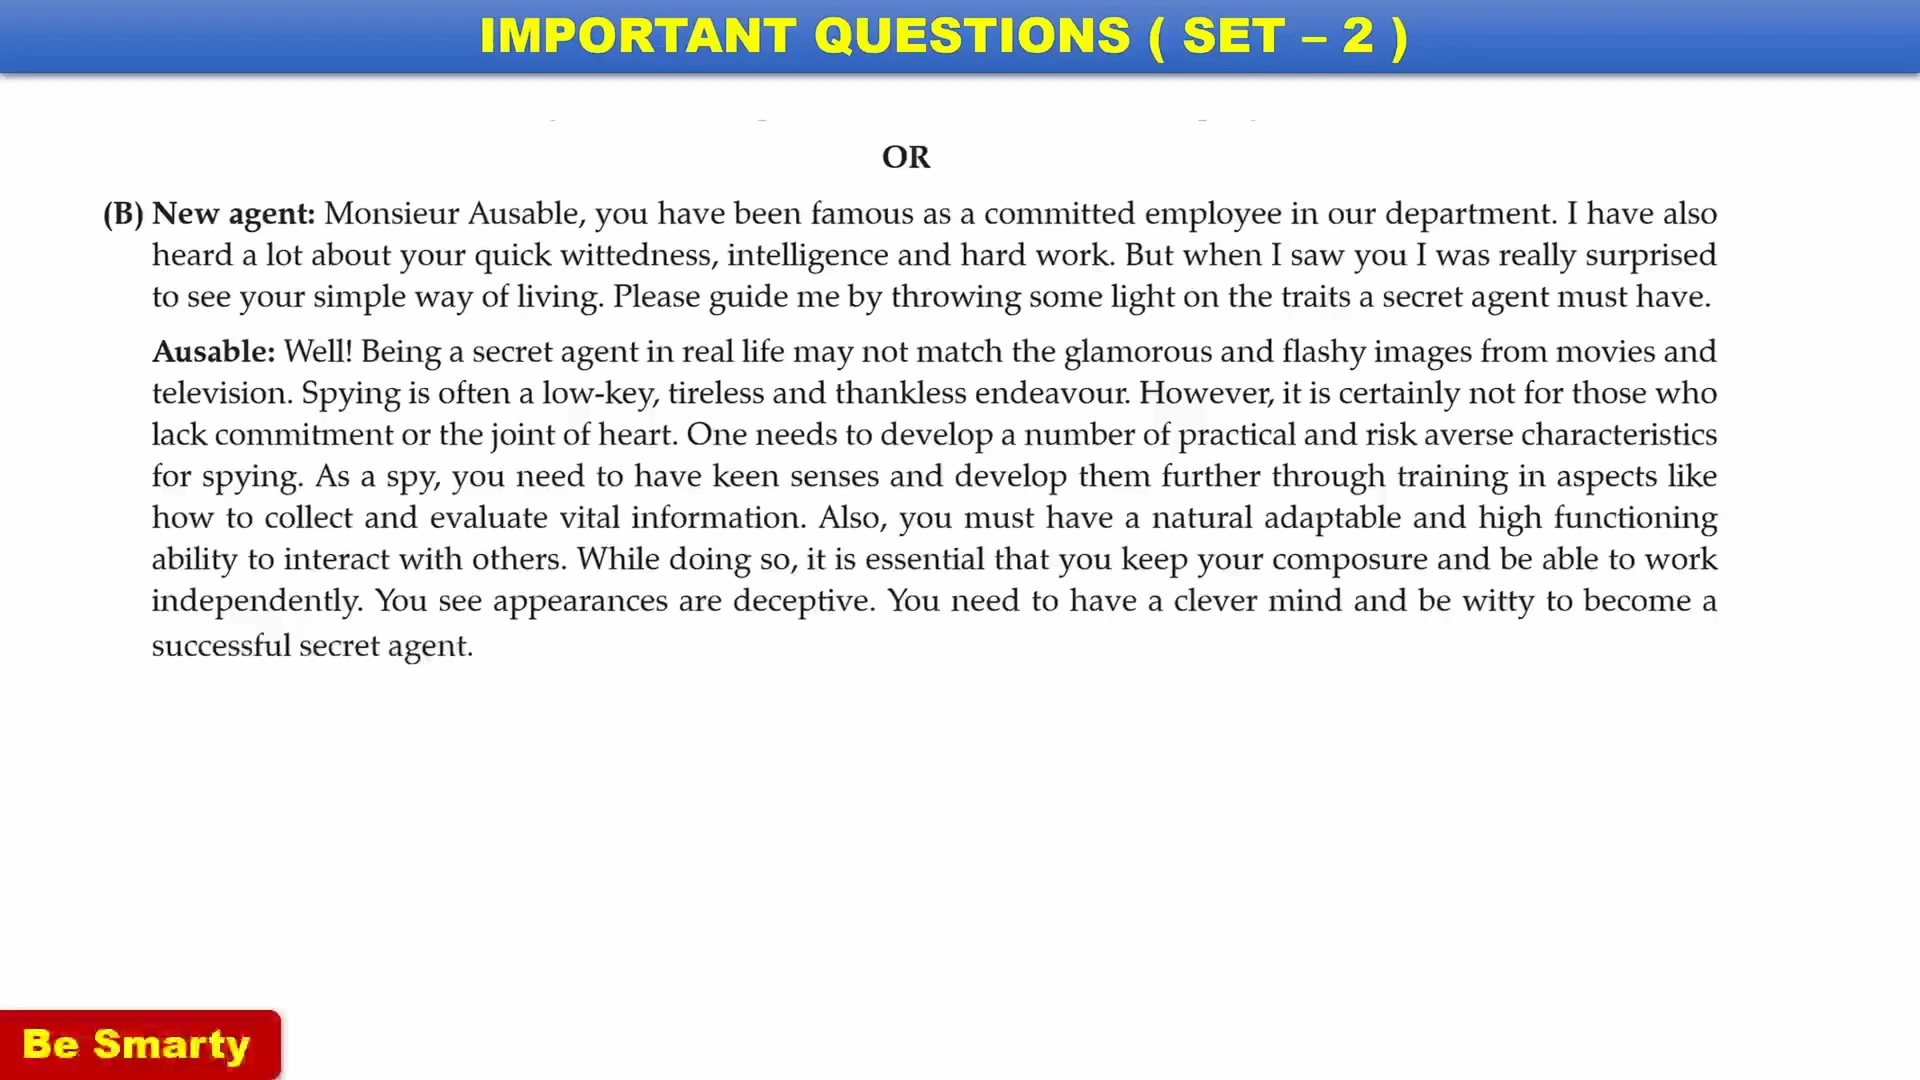 IMPORTANT QUESTIONS ( SET – 2 )
OR
(B) New agent: Monsieur Ausable, you have been famous as a committed employee in our department. I have also
heard a lot about your quick wittedness, intelligence and hard work. But when I saw you I was really surprised
to see your simple way of living. Please guide me by throwing some light on the traits a secret agent must have.
Ausable: Well! Being a secret agent in real life may not match the glamorous and flashy images from movies and
television. Spying is often a low-key, tireless and thankless endeavour. However, it is certainly not for those who
lack commitment or the joint of heart. One needs to develop a number of practical and risk averse characteristics
for spying. As a spy, you need to have keen senses and develop them further through training in aspects like
how to collect and evaluate vital information. Also, you must have a natural adaptable and high functioning
ability to interact with others. While doing so, it is essential that you keep your composure and be able to work
independently. You see appearances are deceptive. You need to have a clever mind and be witty to become a
successful secret agent.
Be Smarty